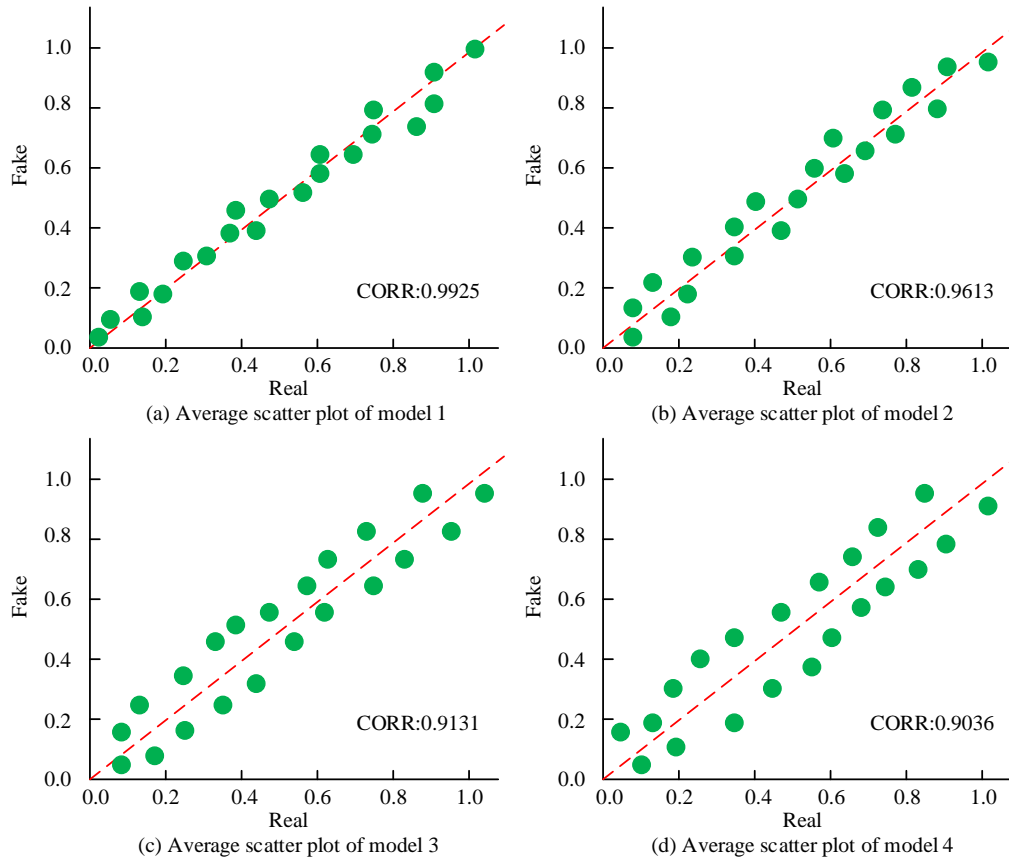 1.0
0.8
0.6
0.4
0.2
0.0
Fake
CORR:0.9925
0.0 0.2 0.4 0.6 0.8 1.0
Real
(a) Average scatter plot of model 1
1.0
0.8
0.6
0.4
0.2
0.0
Fake
CORR:0.9613
0.0 0.2 0.4 0.6 0.8 1.0
Real
(b) Average scatter plot of model 2
1.0
0.8
0.6
0.4
0.2
0.0
Fake
CORR:0.9131
0.0 0.2 0.4 0.6 0.8 1.0
Real
(c) Average scatter plot of model 3
1.0
0.8
0.6
0.4
0.2
0.0
Fake
CORR:0.9036
0.0 0.2 0.4 0.6 0.8 1.0
Real
(d) Average scatter plot of model 4